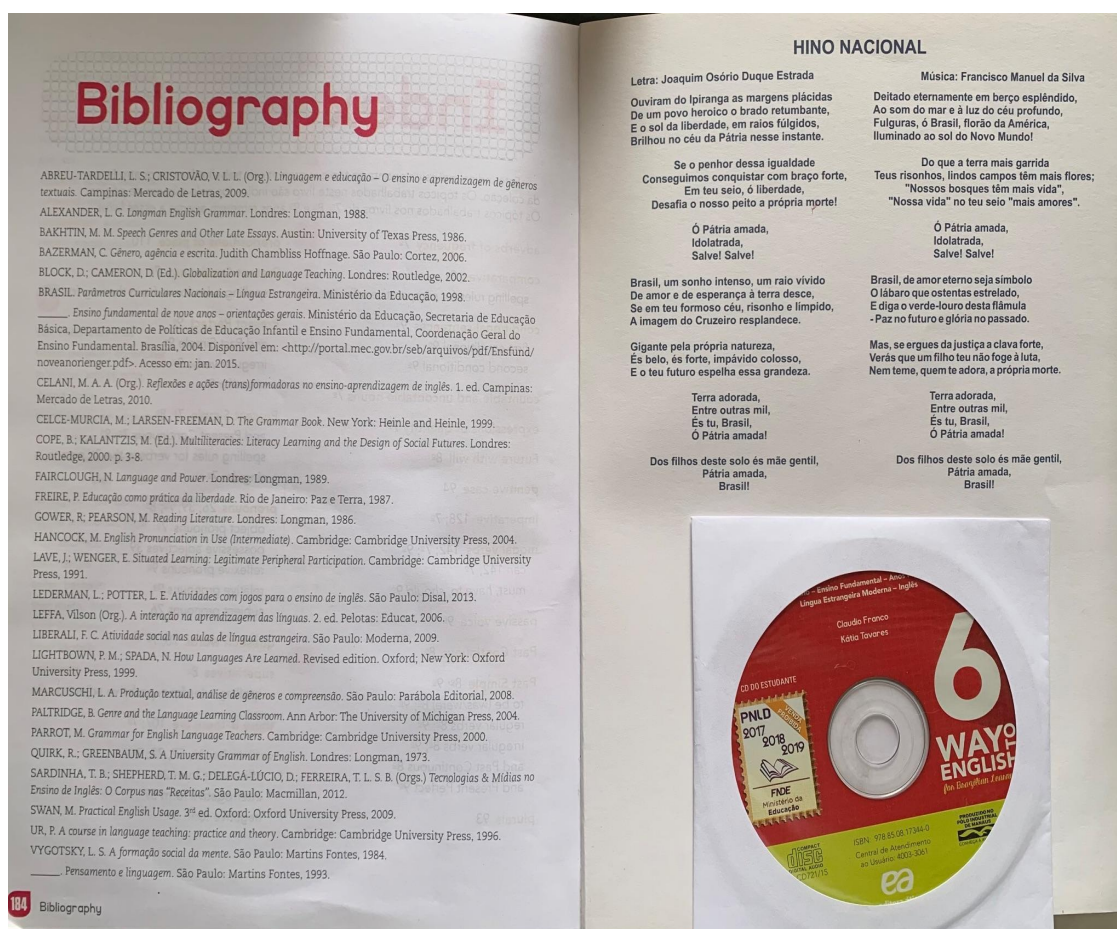 Bibliography
ABREU-TARDELLI, L. S.; CRISTOVÃO, V. L. L. (Org.). Linguagem e educação – O ensino e aprendizagem de gêneros
textuais. Campinas: Mercado de Letras, 2009.
ALEXANDER, L. G. Longman English Grammar. Londres: Longman, 1988.
BAKHTIN, M. M. Speech Genres and Other Late Essays. Austin: University of Texas Press, 1986.
BAZERMAN, C. Gênero, agência e escrita. Judith Chambliss Hoffnage. São Paulo: Cortez, 2006.
BLOCK, D.; CAMERON, D. (Ed.). Globalization and Language Teaching. Londres: Routledge, 2002.
BRASIL. Parâmetros Curriculares Nacionais – Língua Estrangeira. Ministério da Educação, 1998.
_____. Ensino fundamental de nove anos – orientações gerais. Ministério da Educação, Secretaria de Educação
Básica, Departamento de Políticas de Educação Infantil e Ensino Fundamental, Coordenação Geral do
Ensino Fundamental. Brasília, 2004. Disponível em: <http://portal.mec.gov.br/seb/arquivos/pdf/Ensfund/
noveanorienger.pdf>. Acesso em: jan. 2015.
CELANI, M. A. A. (Org.). Reflexões e ações (trans)formadoras no ensino-aprendizagem de inglês. 1. ed. Campinas:
Mercado de Letras, 2010.
CELCE-MURCIA, M.; LARSEN-FREEMAN, D. The Grammar Book. New York: Heinle and Heinle, 1999.
COPE, B.; KALANTZIS, M. (Ed.). Multiliteracies: Literacy Learning and the Design of Social Futures. Londres:
Routledge, 2000. p. 3-8.
FAIRCLOUGH, N. Language and Power. Londres: Longman, 1989.
FREIRE, P. Educação como prática da liberdade. Rio de Janeiro: Paz e Terra, 1987.
GOWER, R; PEARSON, M. Reading Literature. Londres: Longman, 1986.
HANCOCK, M. English Pronunciation in Use (Intermediate). Cambridge: Cambridge University Press, 2004.
LAVE, J.; WENGER, E. Situated Learning: Legitimate Peripheral Participation. Cambridge: Cambridge University
Press, 1991.
LEDERMAN, L.; POTTER, L. E. Atividades com jogos para o ensino de inglês. São Paulo: Disal, 2013.
LEFFA, Vilson (Org.). A interação na aprendizagem das línguas. 2. ed. Pelotas: Educat, 2006.
LIBERALI, F. C. Atividade social nas aulas de língua estrangeira. São Paulo: Moderna, 2009.
LIGHTBOWN, P. M.; SPADA, N. How Languages Are Learned. Revised edition. Oxford; New York: Oxford
University Press, 1999.
MARCUSCHI, L. A. Produção textual, análise de gêneros e compreensão. São Paulo: Parábola Editorial, 2008.
PALTRIDGE, B. Genre and the Language Learning Classroom. Ann Arbor: The University of Michigan Press, 2004.
PARROT, M. Grammar for English Language Teachers. Cambridge: Cambridge University Press, 2000.
QUIRK, R.; GREENBAUM, S. A University Grammar of English. Londres: Longman, 1973.
SARDINHA, T. B.; SHEPHERD, T. M. G.; DELEGÁ-LÚCIO, D.; FERREIRA, T. L. S. B. (Orgs.) Tecnologias & Mídias no
Ensino de Inglês: O Corpus nas "Receitas". São Paulo: Macmillan, 2012.
SWAN, M. Practical English Usage. 3rd ed. Oxford: Oxford University Press, 2009.
UR, P. A course in language teaching: practice and theory. Cambridge: Cambridge University Press, 1996.
VYGOTSKY, L. S. A formação social da mente. São Paulo: Martins Fontes, 1984.
_____. Pensamento e linguagem. São Paulo: Martins Fontes, 1993.
184 Bibliography
HINO NACIONAL
Letra: Joaquim Osório Duque Estrada
Ouviram do Ipiranga as margens plácidas
De um povo heroico o brado retumbante,
E o sol da liberdade, em raios fúlgidos,
Brilhou no céu da Pátria nesse instante.
Se o penhor dessa igualdade
Conseguimos conquistar com braço forte,
Em teu seio, ó liberdade,
Desafia o nosso peito a própria morte!
Ó Pátria amada,
Idolatrada,
Salve! Salve!
Brasil, um sonho intenso, um raio vívido
De amor e de esperança à terra desce,
Se em teu formoso céu, risonho e límpido,
A imagem do Cruzeiro resplandece.
Gigante pela própria natureza,
És belo, és forte, impávido colosso,
E o teu futuro espelha essa grandeza.
Terra adorada,
Entre outras mil,
És tu, Brasil,
Ó Pátria amada!
Dos filhos deste solo és mãe gentil,
Pátria amada,
Brasil!
Música: Francisco Manuel da Silva
Deitado eternamente em berço esplêndido,
Ao som do mar e à luz do céu profundo,
Fulguras, ó Brasil, florão da América,
Iluminado ao sol do Novo Mundo!
Do que a terra mais garrida
Teus risonhos, lindos campos têm mais flores;
"Nossos bosques têm mais vida",
"Nossa vida" no teu seio "mais amores".
Ó Pátria amada,
Idolatrada,
Salve! Salve!
Brasil, de amor eterno seja símbolo
O lábaro que ostentas estrelado,
E diga o verde-louro desta flâmula
- Paz no futuro e glória no passado.
Mas, se ergues da justiça a clava forte,
Verás que um filho teu não foge à luta,
Nem teme, quem te adora, a própria morte.
Terra adorada,
Entre outras mil,
És tu, Brasil,
Ó Pátria amada!
Dos filhos deste solo és mãe gentil,
Pátria amada,
Brasil!
– Ensino Fundamental – Anos
Língua Estrangeira Moderna – Inglês
Claudio Franco
Kátia Tavares
6
CD DO ESTUDANTE
PNLD
2017
2018
2019
FNDE
Ministério da
Educação
WAY TO
ENGLISH
for Brazilian Learners
PRODUZIDO NO
POLO INDUSTRIAL
DE MANAUS
ISBN: 978.85.08.17344-0
Central de Atendimento
ao Usuário: 4003-3061
COMPACT
disc
DIGITAL AUDIO
CD721/15